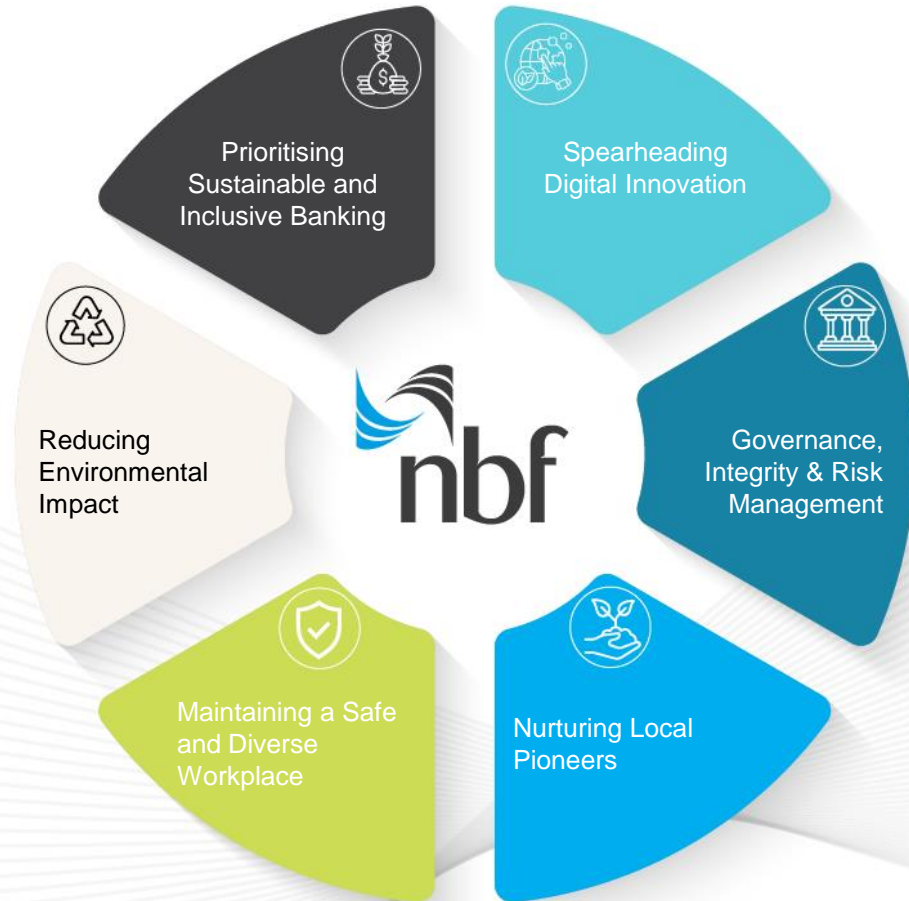 Prioritising
Sustainable and
Inclusive Banking
Spearheading
Digital Innovation
Reducing
Environmental
Impact
nbf
Governance,
Integrity & Risk
Management
Maintaining a Safe
and Diverse
Workplace
Nurturing Local
Pioneers
$